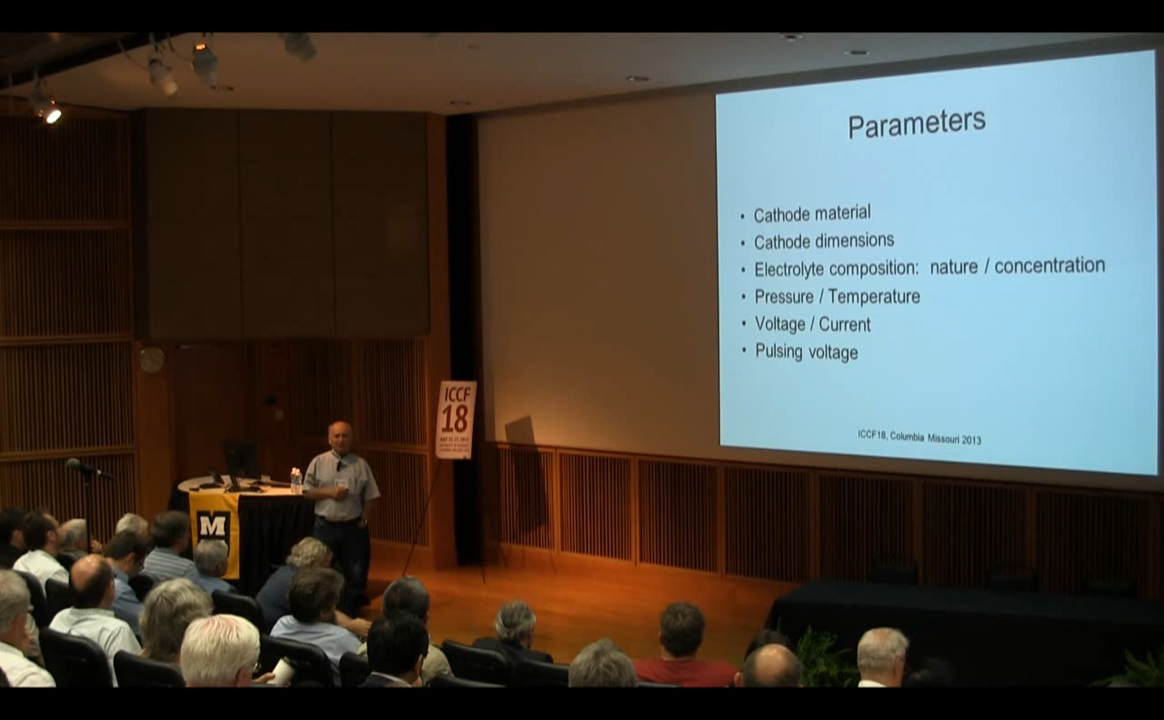 Parameters
• Cathode material
• Cathode dimensions
• Electrolyte composition: nature / concentration
• Pressure / Temperature
• Voltage / Current
• Pulsing voltage
ICCF18, Columbia Missouri 2013
ICCF
18
M